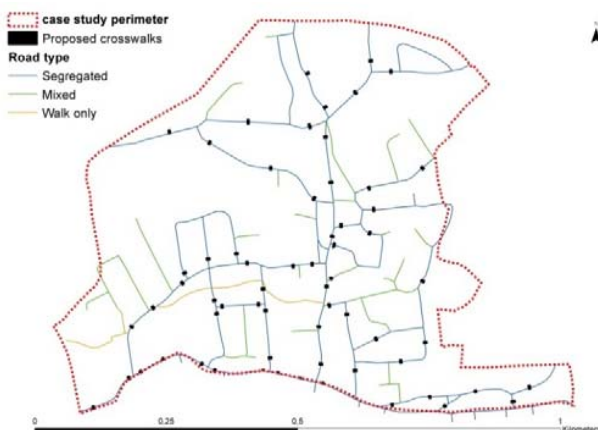 case study perimeter
Proposed crosswalks
Road type
Segregated
Mixed
Walk only
0 0.25 0.5 1